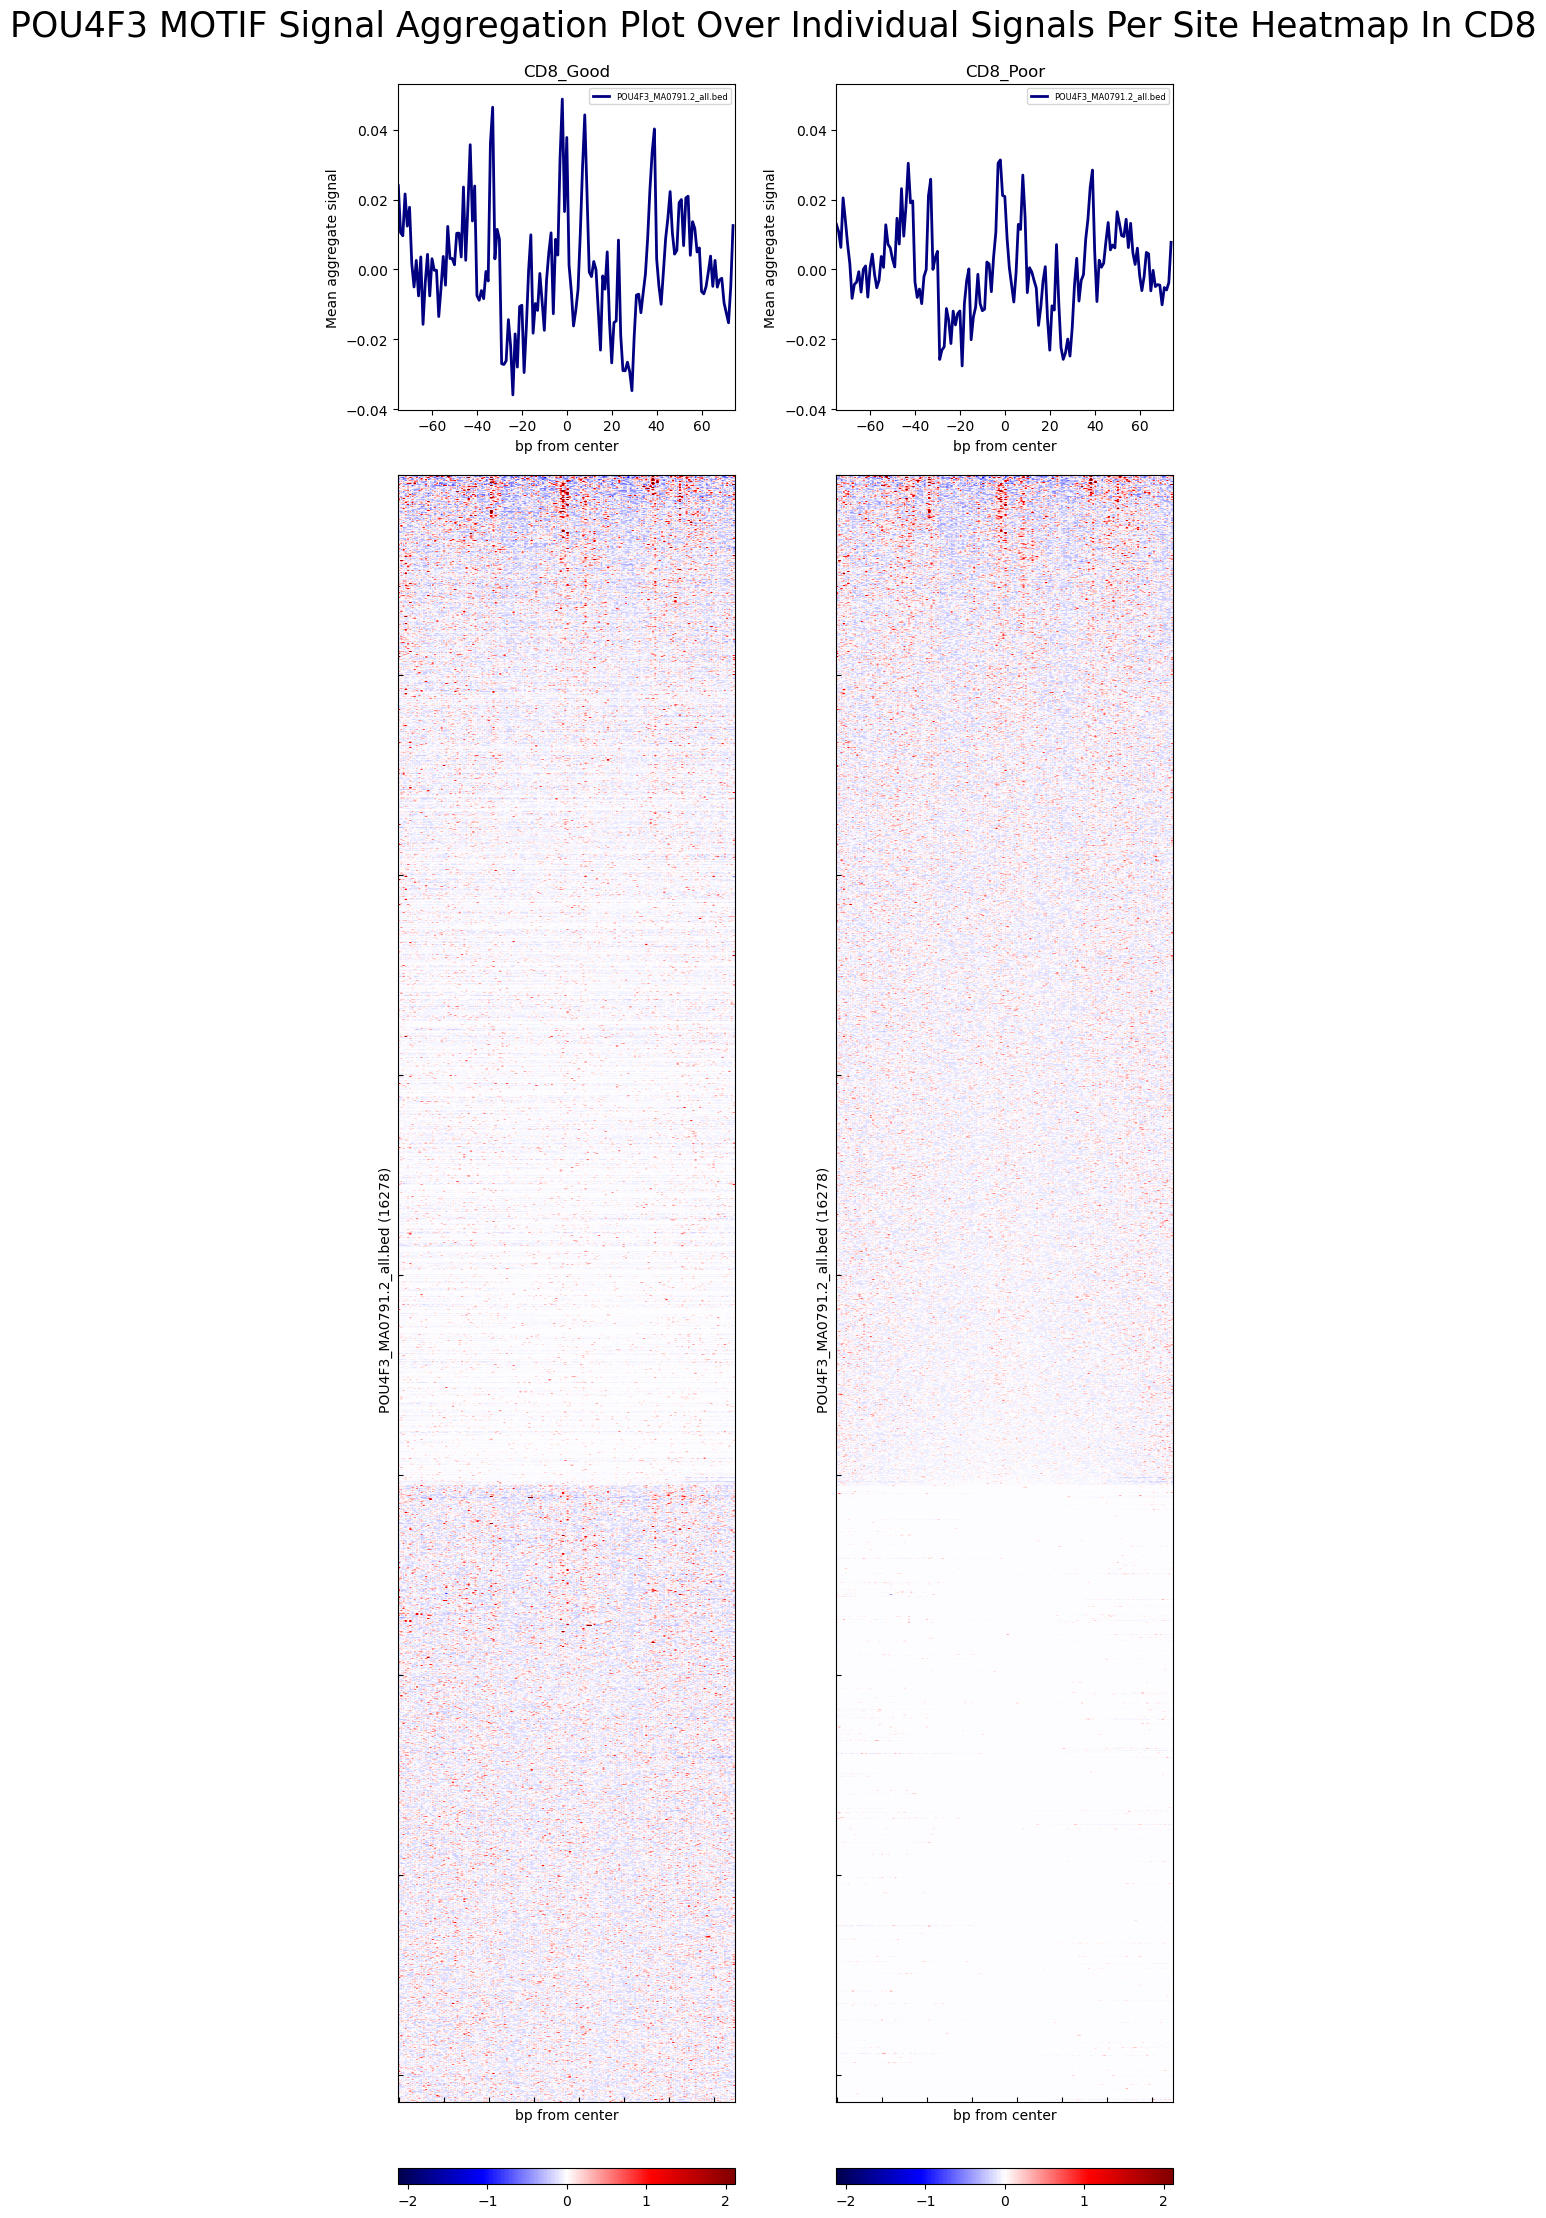 POU4F3 MOTIF Signal Aggregation Plot Over Individual Signals Per Site Heatmap In CD8
CD8_Good
POU4F3_MA0791.2_all.bed
Mean aggregate signal
0.04
0.02
0.00
−0.02
−0.04
−60 −40 −20 0 20 40 60
bp from center
CD8_Poor
POU4F3_MA0791.2_all.bed
Mean aggregate signal
0.04
0.02
0.00
−0.02
−0.04
−60 −40 −20 0 20 40 60
bp from center
POU4F3_MA0791.2_all.bed (16278)
bp from center
−2 −1 0 1 2
POU4F3_MA0791.2_all.bed (16278)
bp from center
−2 −1 0 1 2